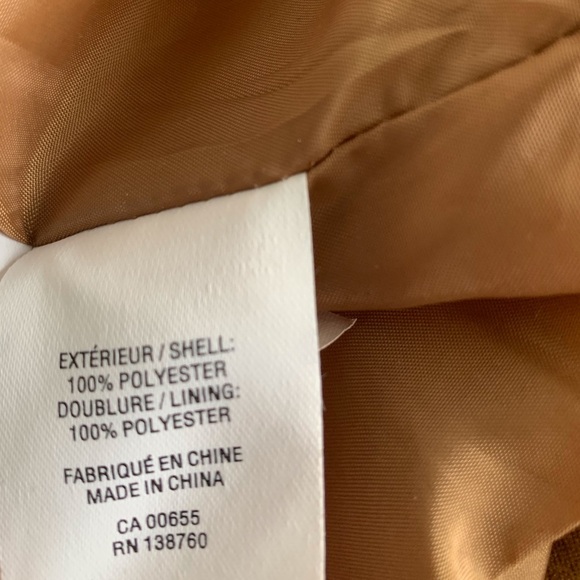 EXTÉRIEUR / SHELL:
100% POLYESTER
DOUBLURE / LINING:
100% POLYESTER
FABRIQUÉ EN CHINE
MADE IN CHINA
CA 00655
RN 138760